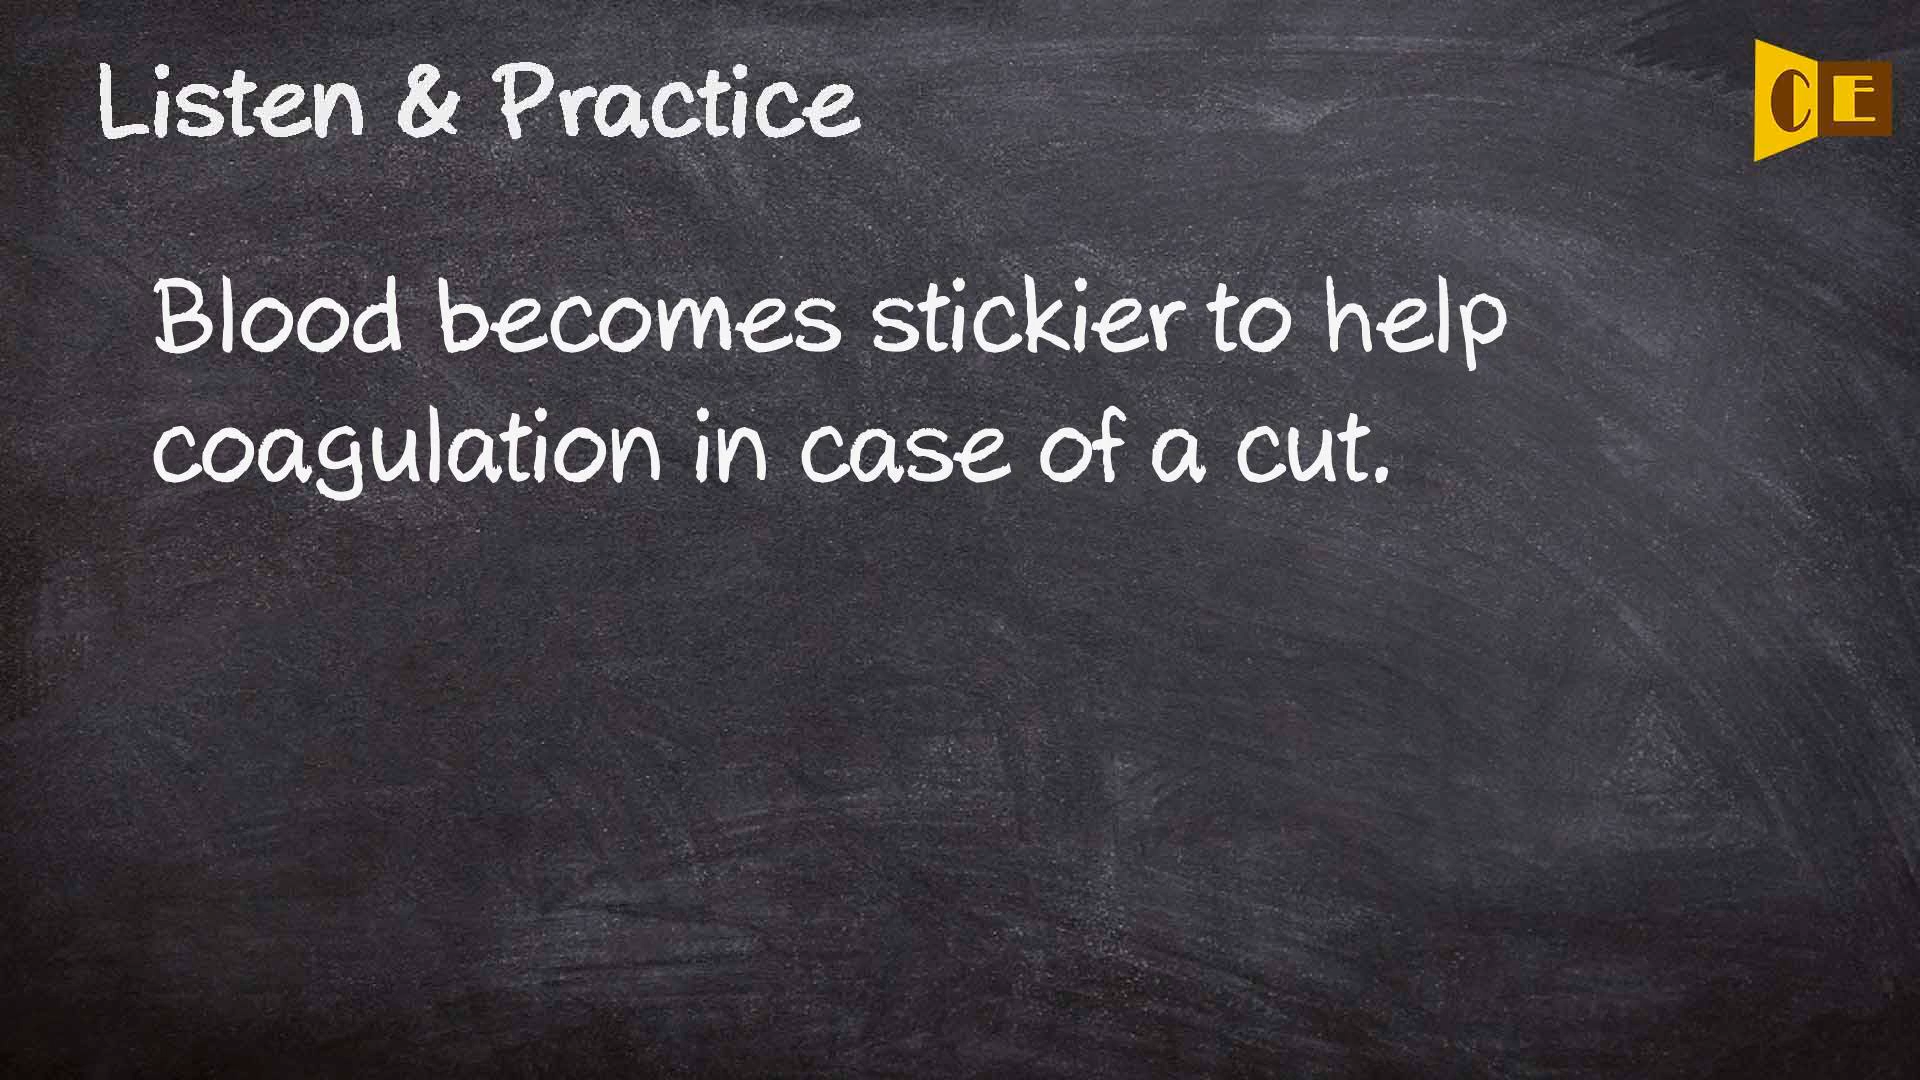 Listen & Practice
CE
Blood becomes stickier to help
coagulation in case of a cut.